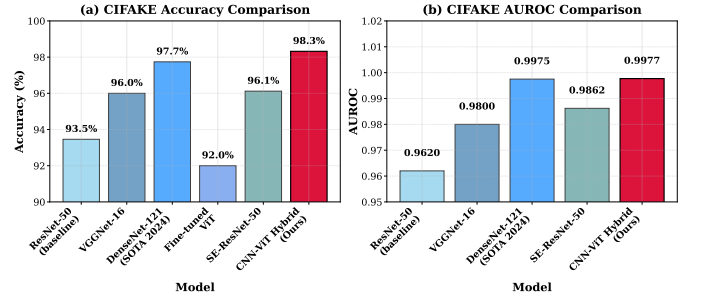 (a) CIFAKE Accuracy Comparison
Accuracy (%)
100
98
96
94
92
90
93.5%
96.0%
97.7%
92.0%
96.1%
98.3%
ResNet-50
(baseline)
VGGNet-16
DenseNet-121
(SOTA 2024)
Fine-tuned
ViT
SE-ResNet-50
CNN-ViT Hybrid
(Ours)
Model
(b) CIFAKE AUROC Comparison
AUROC
1.02
1.01
1.00
0.99
0.98
0.97
0.96
0.95
0.9620
0.9800
0.9975
0.9862
0.9977
ResNet-50
(baseline)
VGGNet-16
DenseNet-121
(SOTA 2024)
SE-ResNet-50
CNN-ViT Hybrid
(Ours)
Model